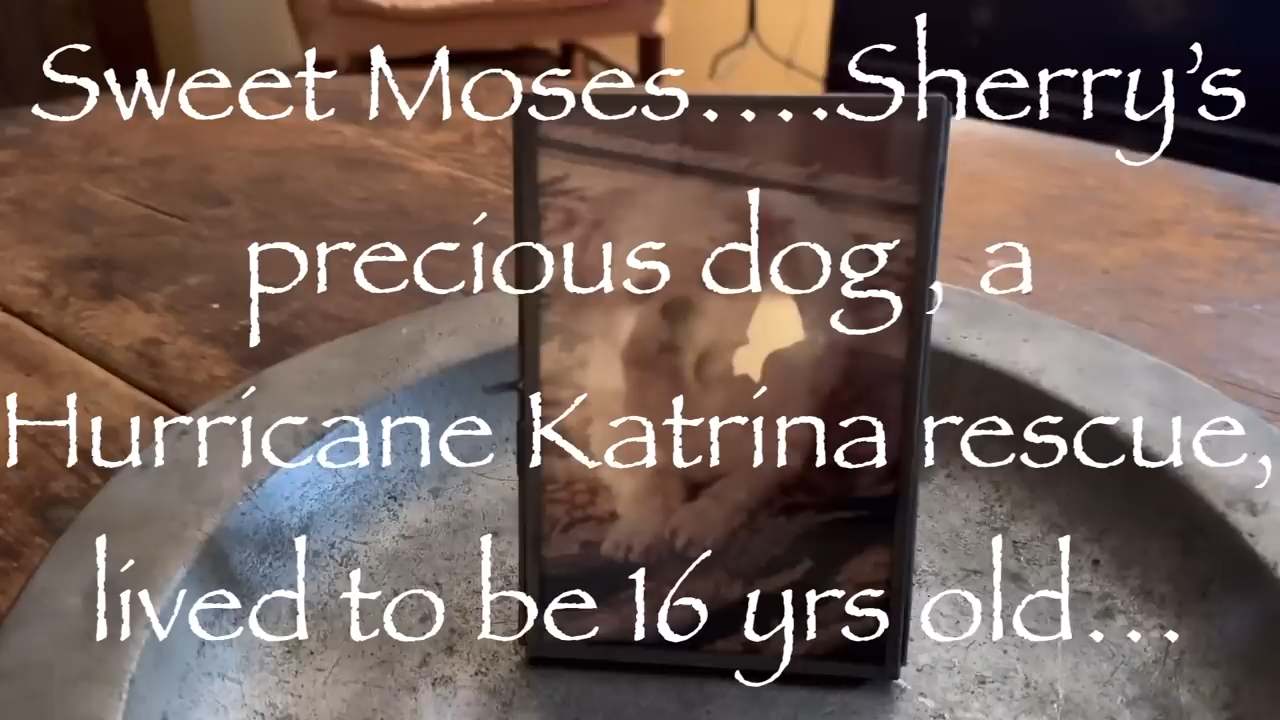 Sweet Moses....Sherry's
precious dog, a
Hurricane Katrina rescue,
lived to be 16 yrs old...